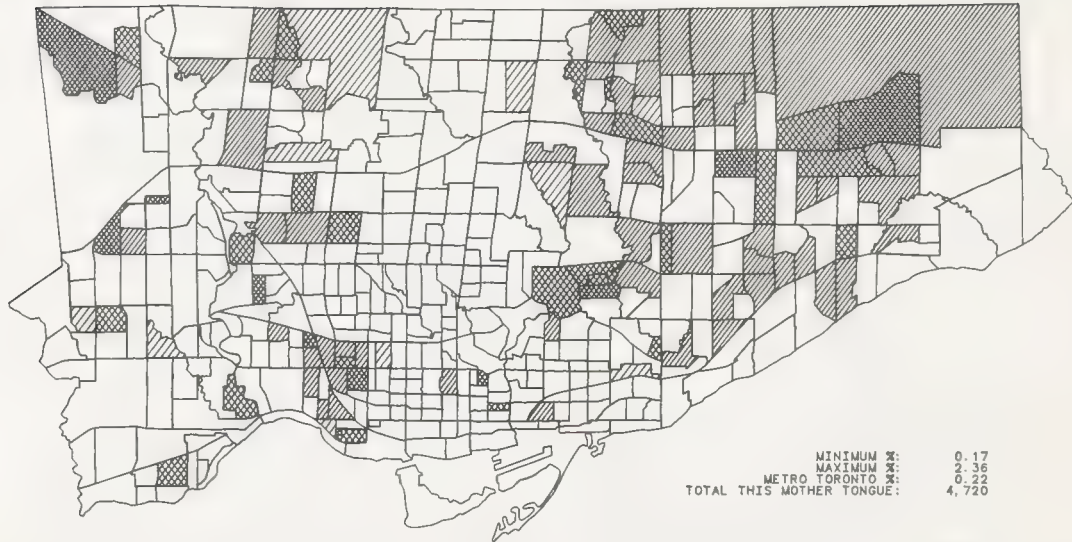 MINIMUM %: 0.17
MAXIMUM %: 2.36
METRO TORONTO %: 0.22
TOTAL THIS MOTHER TONGUE: 4,720